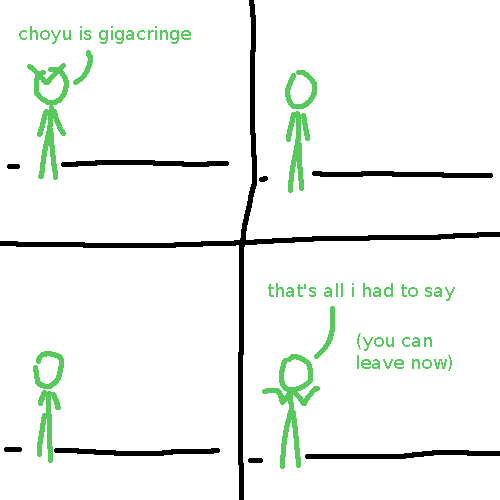 choyu is gigacringe
that's all i had to say
(you can
leave now)